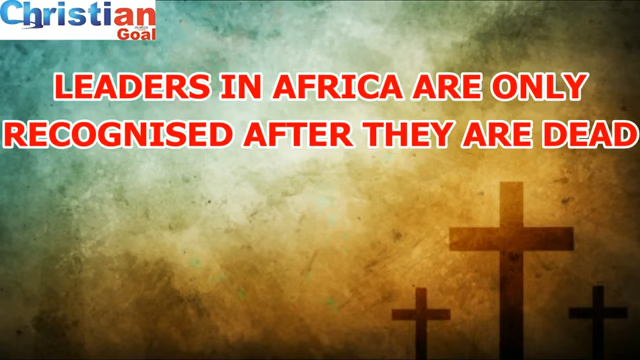 Christian
Goal
LEADERS IN AFRICA ARE ONLY
RECOGNISED AFTER THEY ARE DEAD